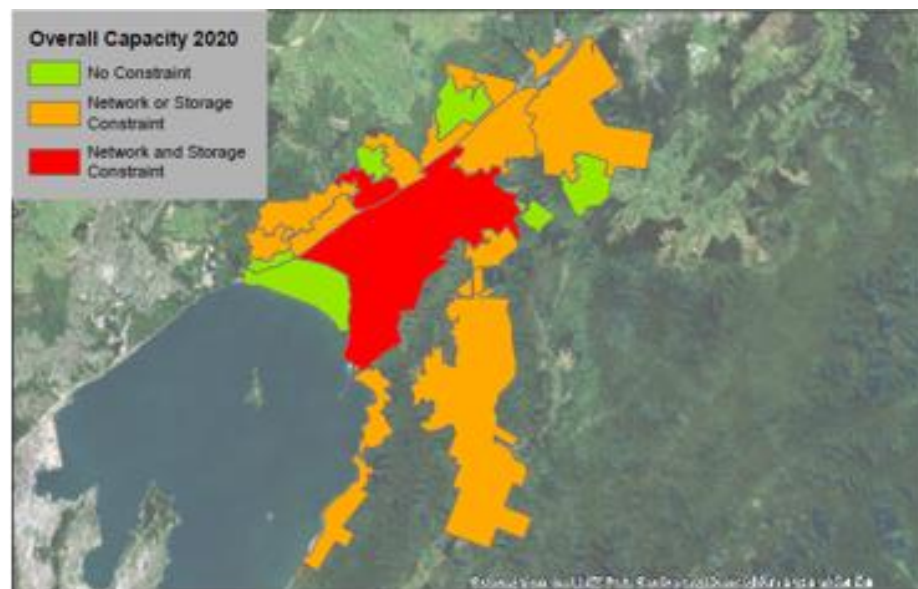 Overall Capacity 2020
No Constraint
Network or Storage
Constraint
Network and Storage
Constraint